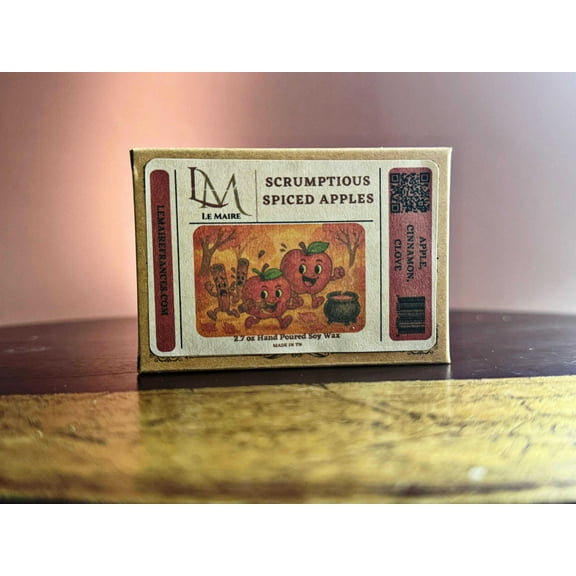 LM
LE MAIRE
SCRUMPTIOUS
SPICED APPLES
LEMAIREFRANCES.COM
APPLE,
CINNAMON,
CLOVE
2.7 oz Hand Poured Soy Wax
MADE IN TN